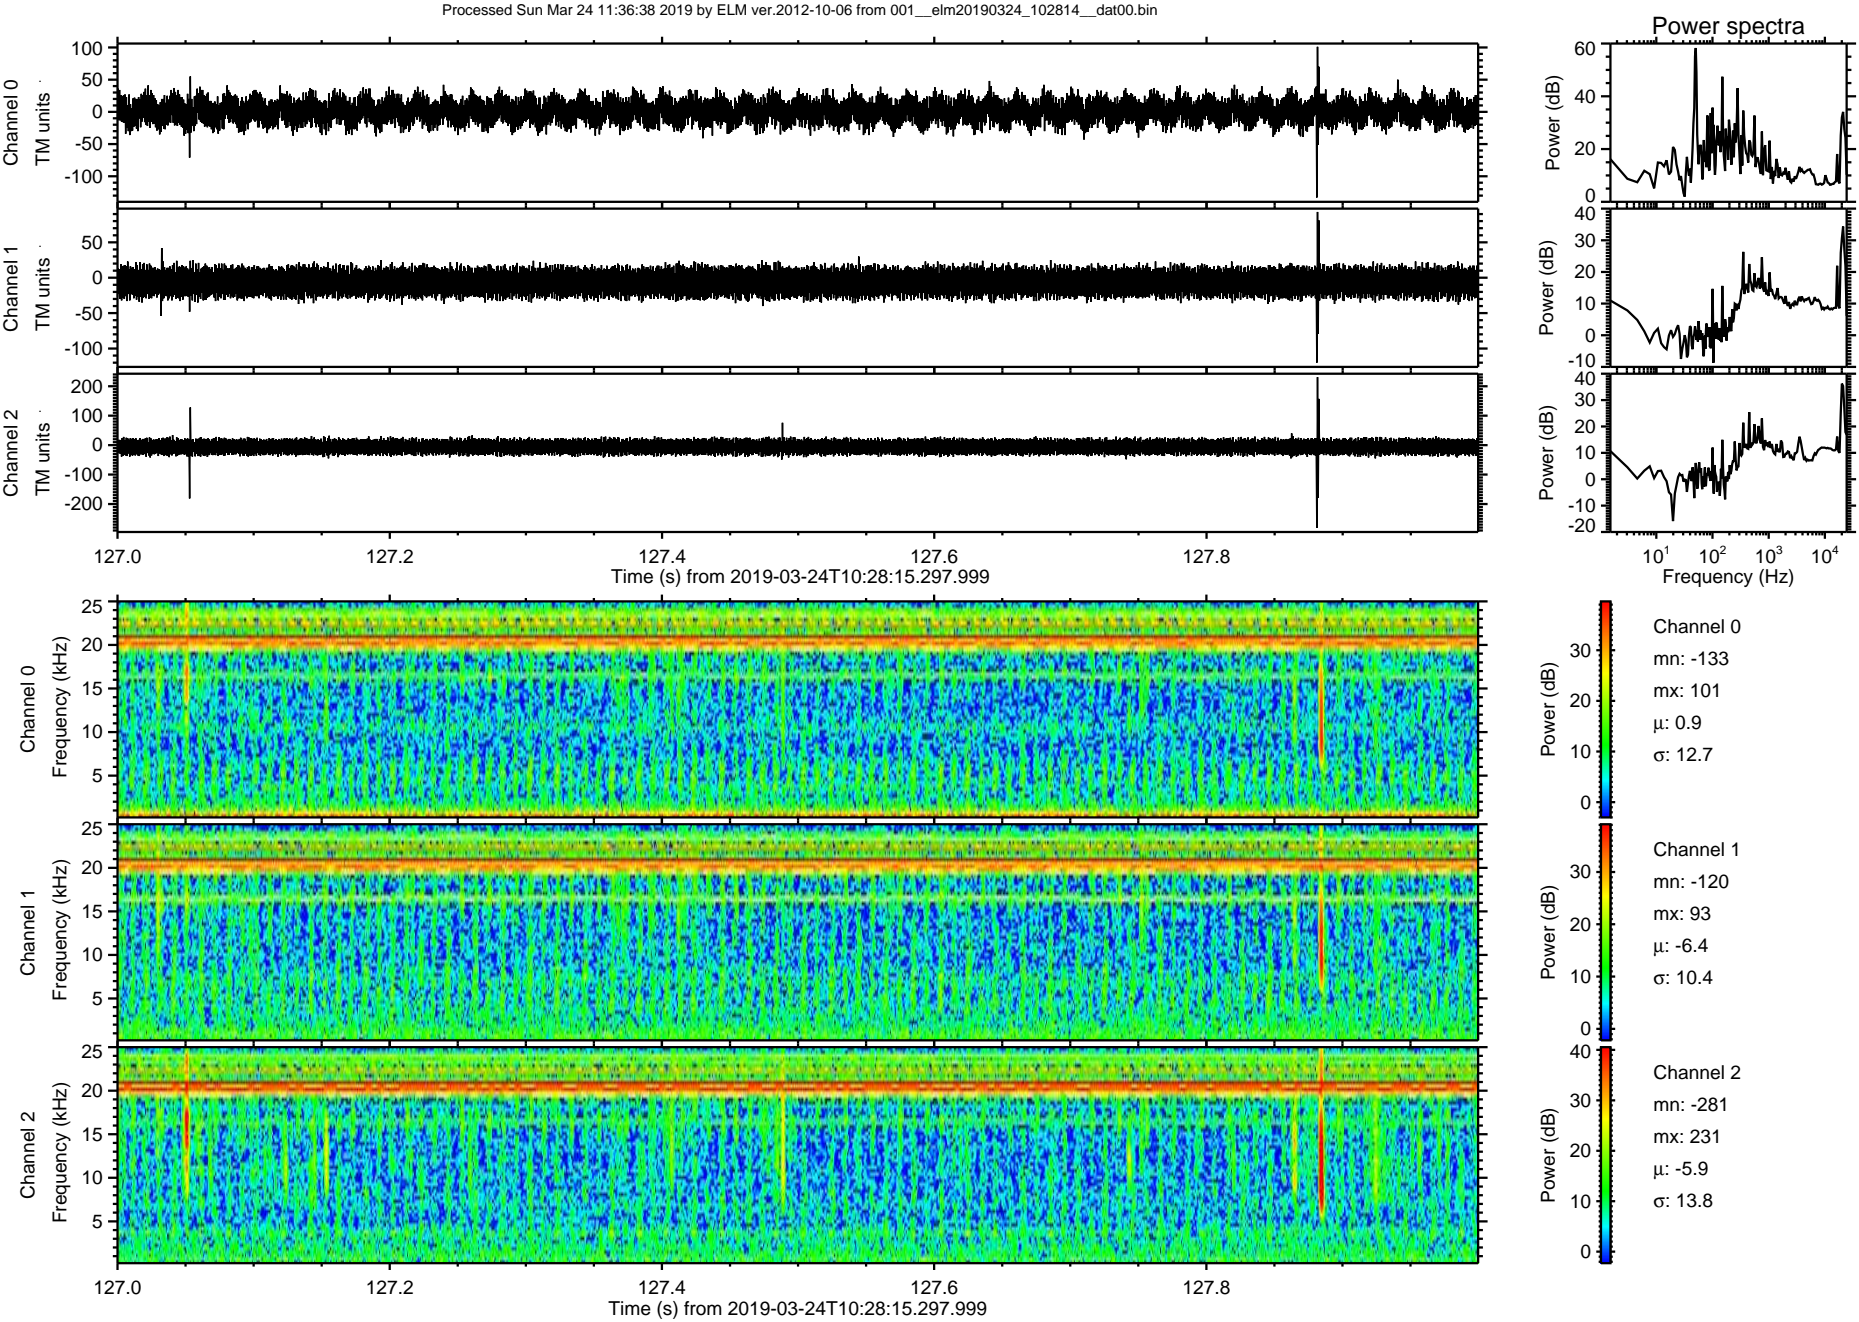 Processed Sun Mar 24 11:36:38 2019 by ELM ver.2012-10-06 from 001__elm20190324_102814__dat00.bin
Power spectra
Channel 0
TM units
100
50
0
-50
-100
Power (dB)
60
40
20
0
Channel 1
TM units
50
0
-50
-100
Power (dB)
40
30
20
10
0
-10
Channel 2
TM units
200
100
0
-100
-200
Power (dB)
40
30
20
10
0
-10
-20
127.0 127.2 127.4 127.6 127.8
Time (s) from 2019-03-24T10:28:15.297.999
10¹ 10² 10³ 10⁴
Frequency (Hz)
Channel 0
Frequency (kHz)
25
20
15
10
5
Power (dB)
30
20
10
0
Channel 0
mn: -133
mx: 101
μ: 0.9
σ: 12.7
Channel 1
Frequency (kHz)
25
20
15
10
5
Power (dB)
30
20
10
0
Channel 1
mn: -120
mx: 93
μ: -6.4
σ: 10.4
Channel 2
Frequency (kHz)
25
20
15
10
5
Power (dB)
40
30
20
10
0
Channel 2
mn: -281
mx: 231
μ: -5.9
σ: 13.8
127.0 127.2 127.4 127.6 127.8
Time (s) from 2019-03-24T10:28:15.297.999